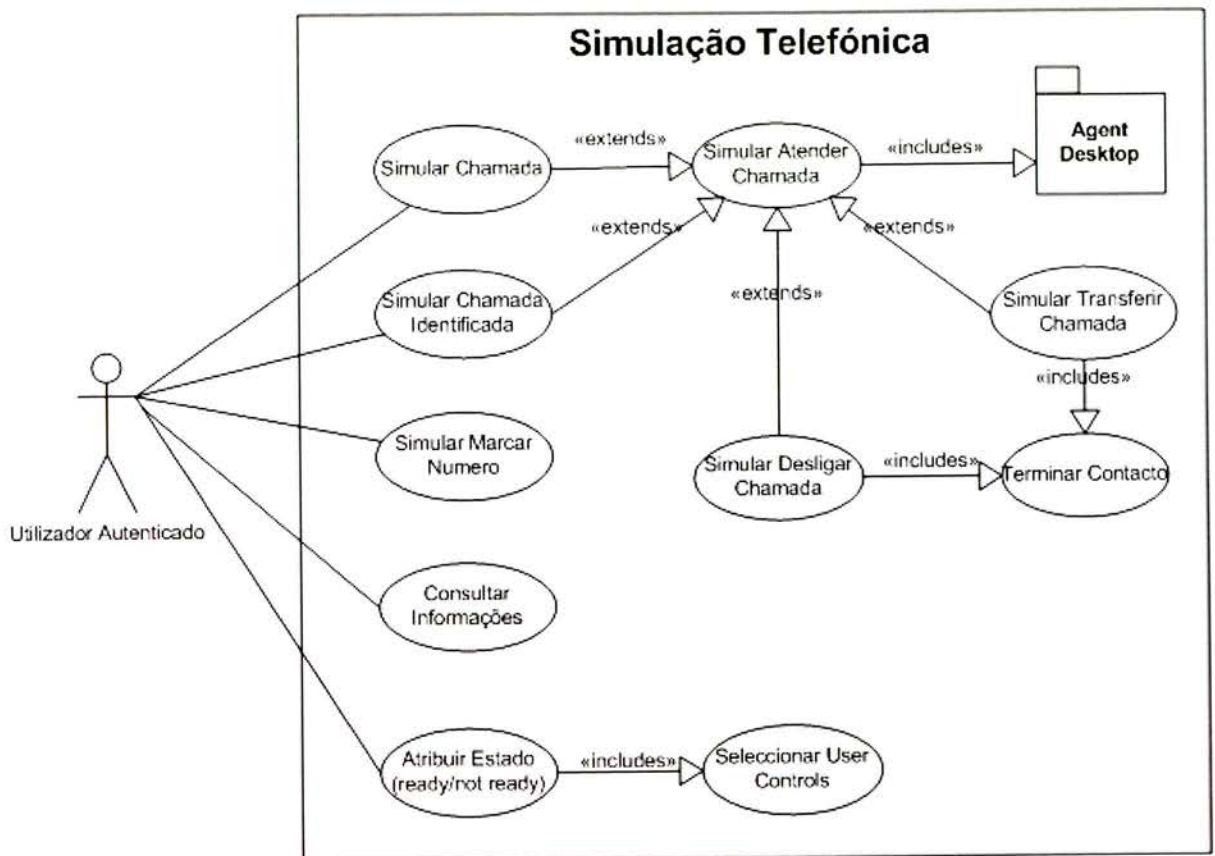 Simulação Telefónica
Agent
Desktop
«extends»
«includes»
Simular Chamada
Simular Atender
Chamada
«extends»
«extends»
Simular Chamada
Identificada
«extends»
Simular Transferir
Chamada
«includes»
Simular Marcar
Numero
Simular Desligar
Chamada
«includes»
Terminar Contacto
Utilizador Autenticado
Consultar
Informações
Atribuir Estado
(ready/not ready)
«includes»
Seleccionar User
Controls